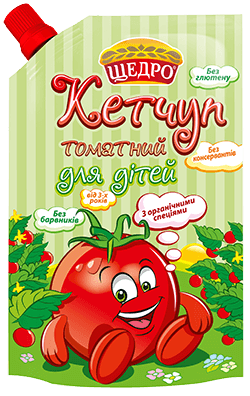 ЩЕДРО
Без
глютену
Кетчуп
томатний
Без
консервантів
для дітей
від 3-х
років
Без
барвників
З органічними
спеціями